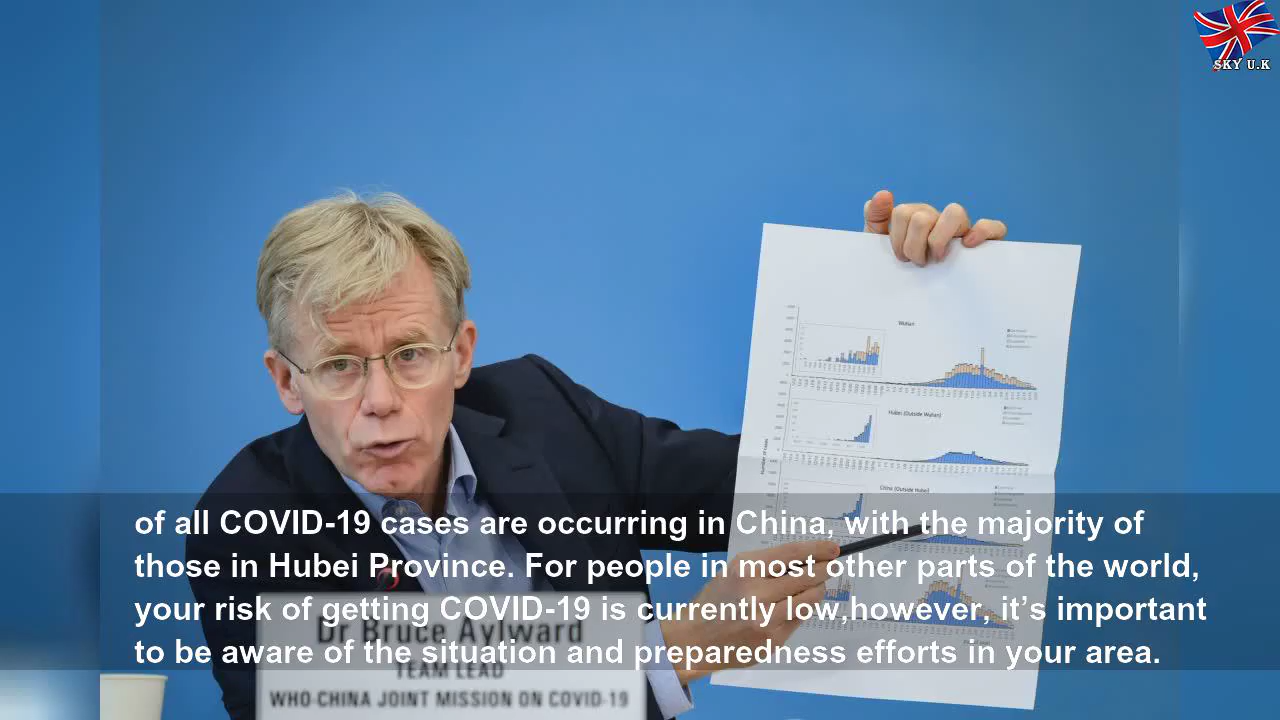 SKY U.K
Wuhan
Hubei (Outside Wuhan)
China (Outside Hubei)
Number of cases
of all COVID-19 cases are occurring in China, with the majority of
those in Hubei Province. For people in most other parts of the world,
your risk of getting COVID-19 is currently low,however, it’s important
to be aware of the situation and preparedness efforts in your area.
Dr Bruce Aylward
TEAM LEAD
WHO-CHINA JOINT MISSION ON COVID-19